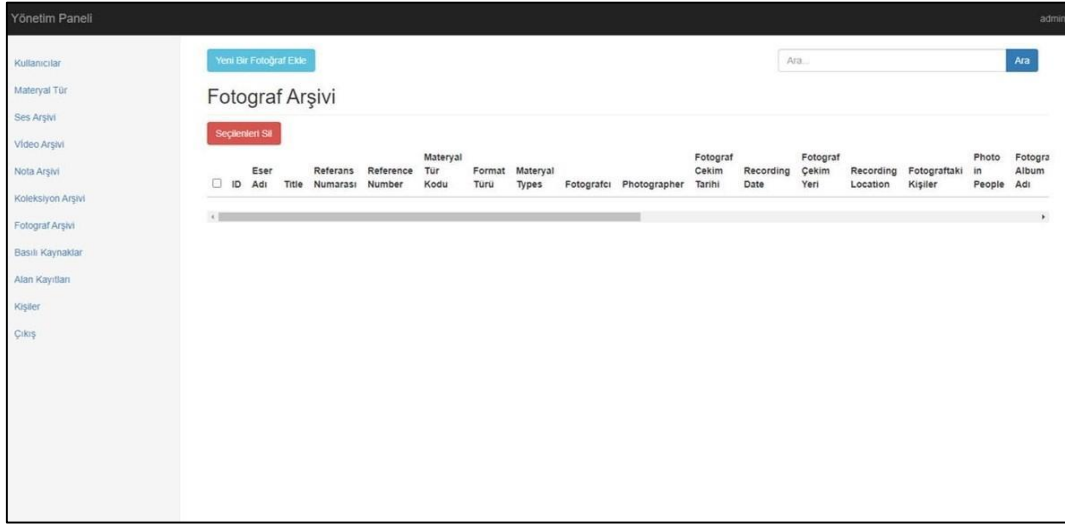 Yönetim Paneli
admin
Kullanıcılar
Materyal Tür
Ses Arşivi
Video Arşivi
Nota Arşivi
Koleksiyon Arşivi
Fotograf Arşivi
Basılı Kaynaklar
Alan Kayıtları
Kişiler
Çıkış
Yeni Bir Fotoğraf Ekle
Ara...
Ara
Fotograf Arşivi
Seçilenleri Sil
ID
Eser Adı
Title
Referans Numarası
Reference Number
Materyal Tür Kodu
Format Türü
Materyal Types
Fotografcı
Photographer
Fotograf Cekim Tarihi
Recording Date
Fotograf Çekim Yeri
Recording Location
Fotograftaki Kişiler
Photo in People
Fotogra Album Adı